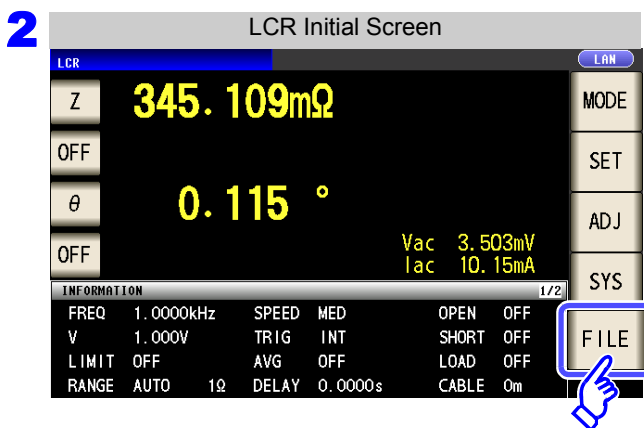 2
LCR Initial Screen
LCR
LAN
Z 345.109mΩ
MODE
OFF
SET
θ 0.115 °
ADJ
OFF
Vac 3.503mV
Iac 10.15mA
SYS
INFORMATION 1/2
FREQ 1.0000kHz SPEED MED OPEN OFF
V 1.000V TRIG INT SHORT OFF
FILE
LIMIT OFF AVG OFF LOAD OFF
RANGE AUTO 1Ω DELAY 0.0000s CABLE 0m